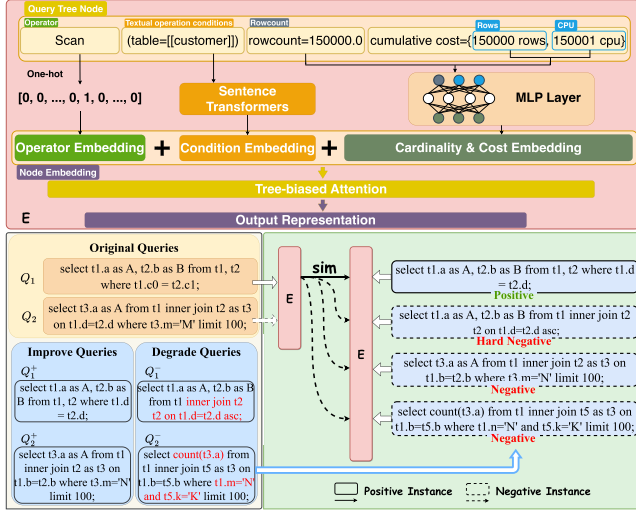 Query Tree Node
Operator
Textual operation conditions
Rowcount
Rows
CPU
Scan
(table=[[customer]])
rowcount=150000.0
cumulative cost={150000 rows, 150001 cpu}
One-hot
[0, 0, ..., 0, 1, 0, ..., 0]
Sentence
Transformers
MLP Layer
Operator Embedding
+
Condition Embedding
+
Cardinality & Cost Embedding
Node Embedding
Tree-biased Attention
E
Output Representation
Original Queries
Q1
select t1.a as A, t2.b as B from t1, t2
where t1.c0 = t2.c1;
Q2
select t3.a as A from t1 inner join t2 as t3
on t1.d=t2.d where t3.m='M' limit 100;
Improve Queries
Q1+
select t1.a as A, t2.b as
B from t1, t2 where t1.d
= t2.d;
Q2+
select t3.a as A from t1
inner join t2 as t3 on
t1.b=t2.b where t3.m='N'
limit 100;
Degrade Queries
Q1-
select t1.a as A, t2.b as B
from t1 inner join t2
t2 on t1.d=t2.d asc;
Q2-
select count(t3.a) from
t1 inner join t5 as t3 on
t1.b=t5.b where t1.m='N'
and t5.k='K' limit 100;
E
sim
E
select t1.a as A, t2.b as B from t1, t2 where t1.d
= t2.d;
Positive
select t1.a as A, t2.b as B from t1 inner join t2
t2 on t1.d=t2.d asc;
Hard Negative
select t3.a as A from t1 inner join t2 as t3 on
t1.b=t2.b where t3.m='N' limit 100;
Negative
select count(t3.a) from t1 inner join t5 as t3 on
t1.b=t5.b where t1.n='N' and t5.k='K' limit 100;
Negative
Positive Instance
Negative Instance